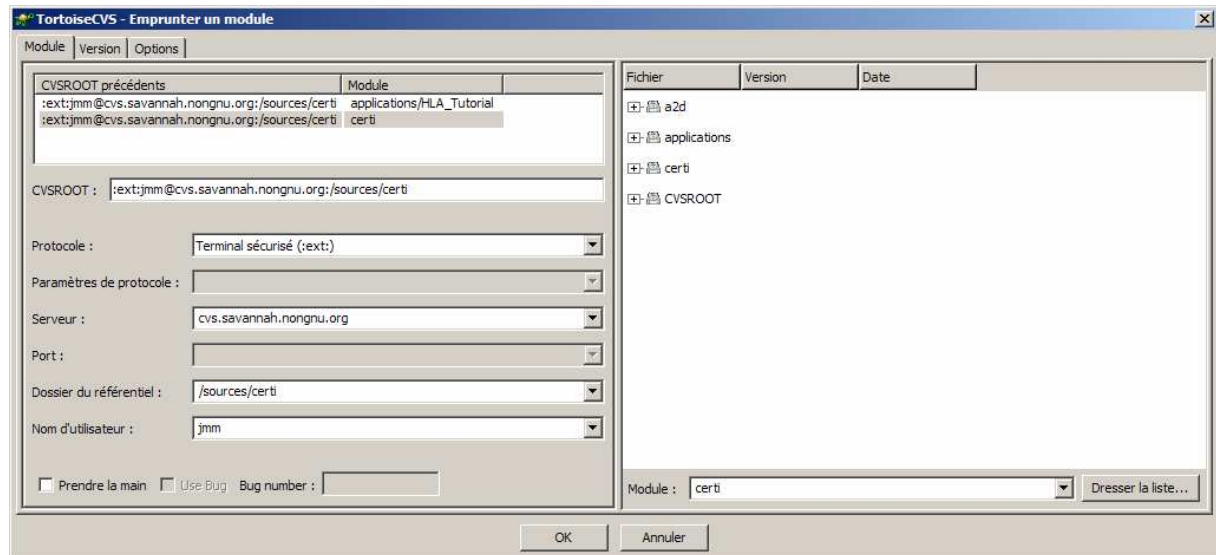 TortoiseCVS - Emprunter un module
Module Version Options
CVSROOT précédents Module
:ext:jmm@cvs.savannah.nongnu.org:/sources/certi applications/HLA_Tutorial
:ext:jmm@cvs.savannah.nongnu.org:/sources/certi certi
CVSROOT : :ext:jmm@cvs.savannah.nongnu.org:/sources/certi
Protocole : Terminal sécurisé (:ext:)
Paramètres de protocole :
Serveur : cvs.savannah.nongnu.org
Port :
Dossier du référentiel : /sources/certi
Nom d'utilisateur : jmm
Prendre la main Use Bug Bug number :
Fichier Version Date
a2d
applications
certi
CVSROOT
Module : certi Dresser la liste...
OK Annuler